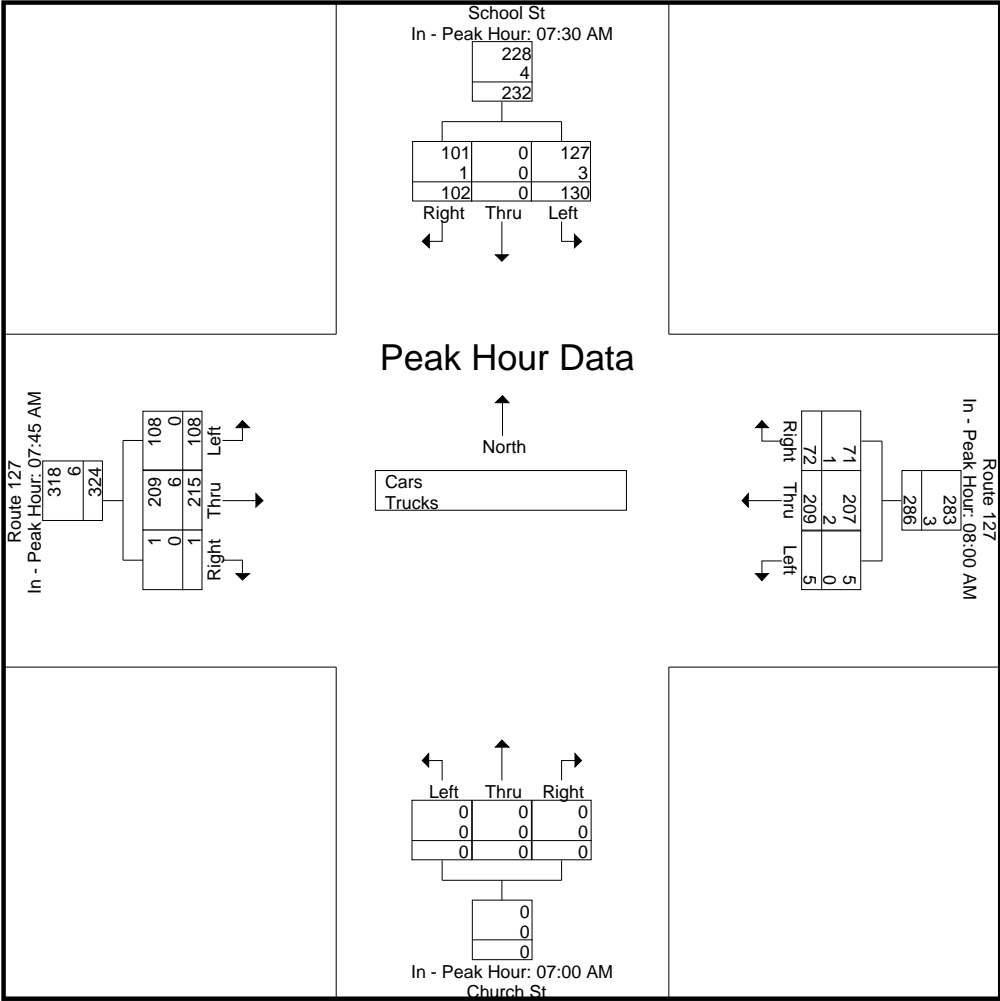 School St
In - Peak Hour: 07:30 AM
228
4
232
101 0 127
1 0 3
102 0 130
Right Thru Left
Peak Hour Data
North
Cars
Trucks
Route 127
In - Peak Hour: 07:45 AM
318
6
324
108 0 108 Left
209 6 215 Thru
1 0 1 Right
Right 72 1 71
Thru 209 2 207
Left 5 0 5
283
3
286
In - Peak Hour: 08:00 AM
Route 127
Left Thru Right
0 0 0
0 0 0
0 0 0
0
0
0
In - Peak Hour: 07:00 AM
Church St